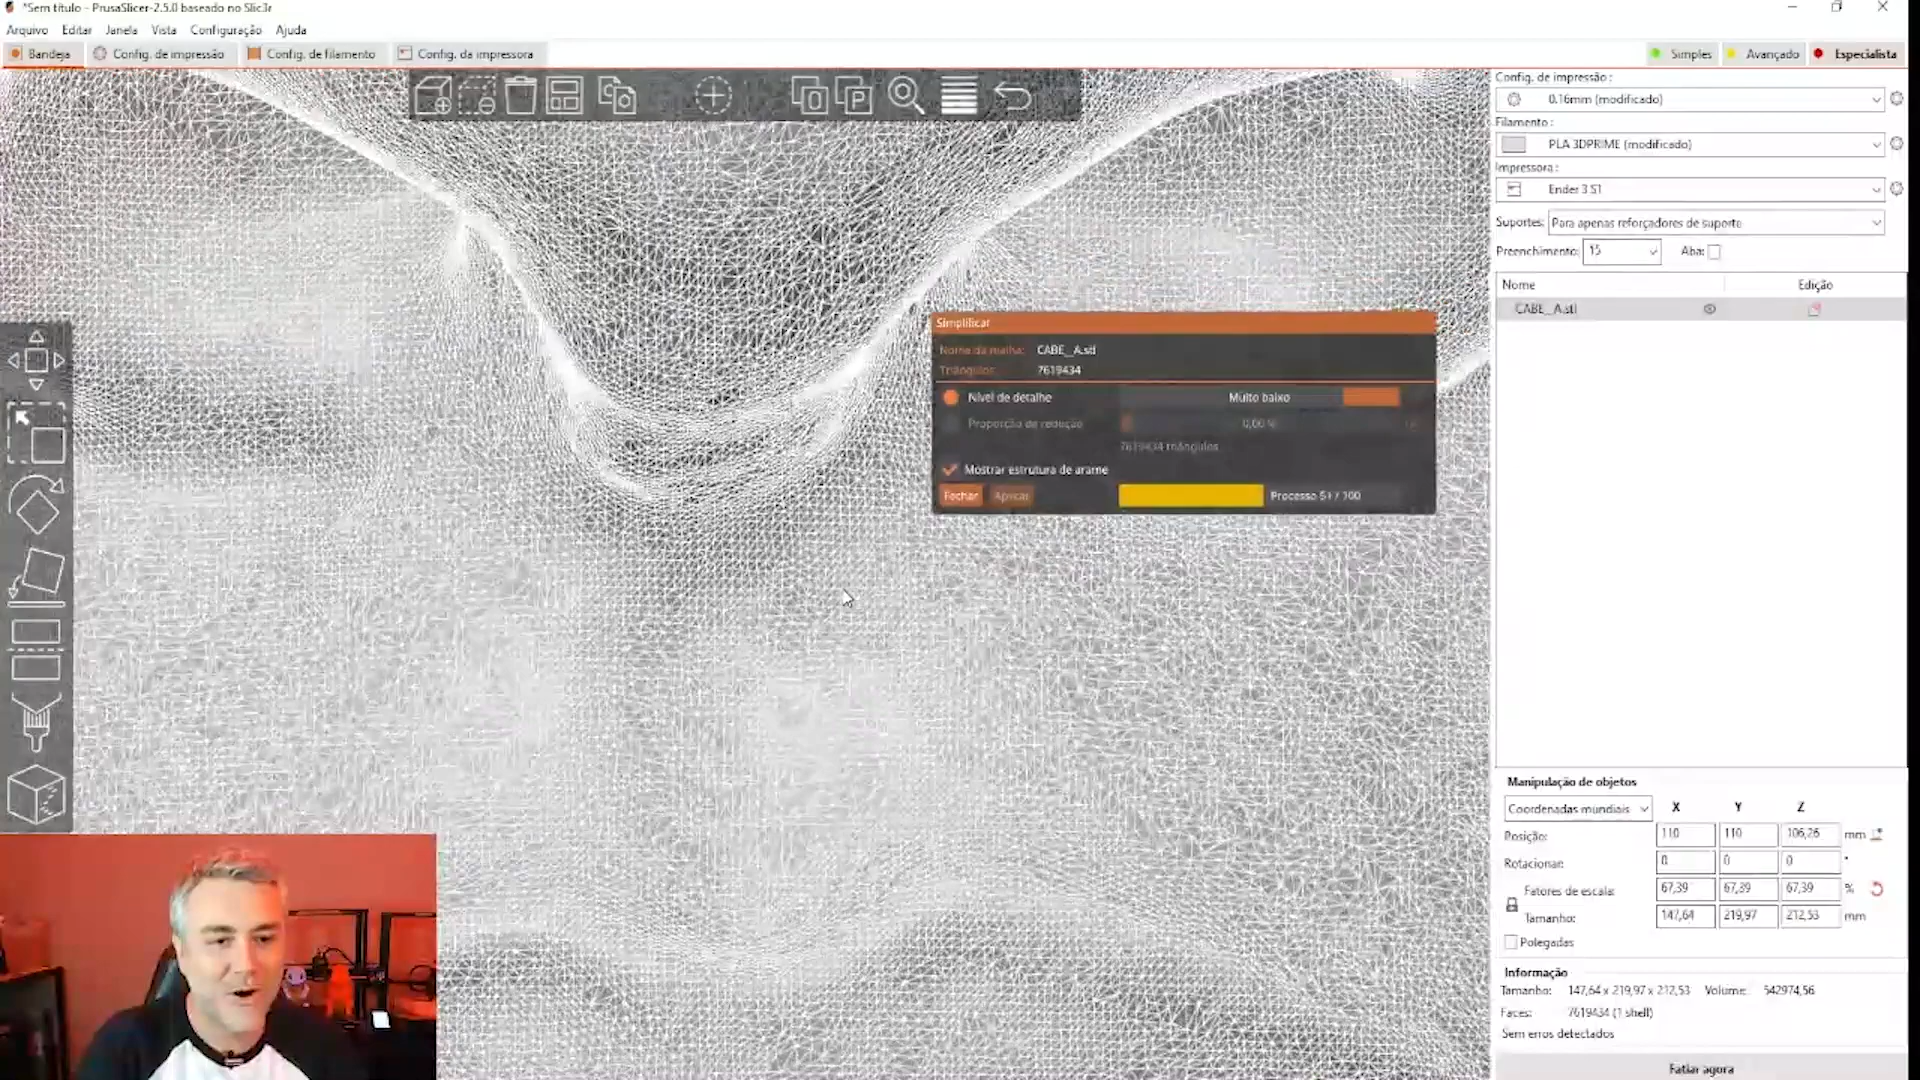 *Sem título - PrusaSlicer-2.5.0 baseado no Slic3r
Arquivo Editar Janela Vista Configuração Ajuda
Bandeja Config. de impressão Config. de filamento Config. da impressora Simples Avançado Especialista
Config. de impressão :
0.16mm (modificado)
Filamento :
PLA 3DPRIME (modificado)
Impressora :
Ender 3 S1
Suportes: Para apenas reforçadores de suporte
Preenchimento: 15 Aba:
Nome Edição
CABE_A.stl
Simplificar
Nome da malha: CABE_A.stl
Triângulos: 7619434
Nível de detalhe Muito baixo
Proporção de redução 0,00 %
7619434 triângulos
Mostrar estrutura de arame
Fechar Aplicar Processo 51 / 100
Manipulação de objetos
Coordenadas mundiais X Y Z
Posição: 110 110 106,26 mm
Rotacionar: 0 0 0 °
Fatores de escala: 67,39 67,39 67,39 %
Tamanho: 147,64 219,97 212,53 mm
Polegadas
Informação
Tamanho: 147,64 x 219,97 x 212,53 Volume: 542974,56
Faces: 7619434 (1 shell)
Sem erros detectados
Fatiar agora